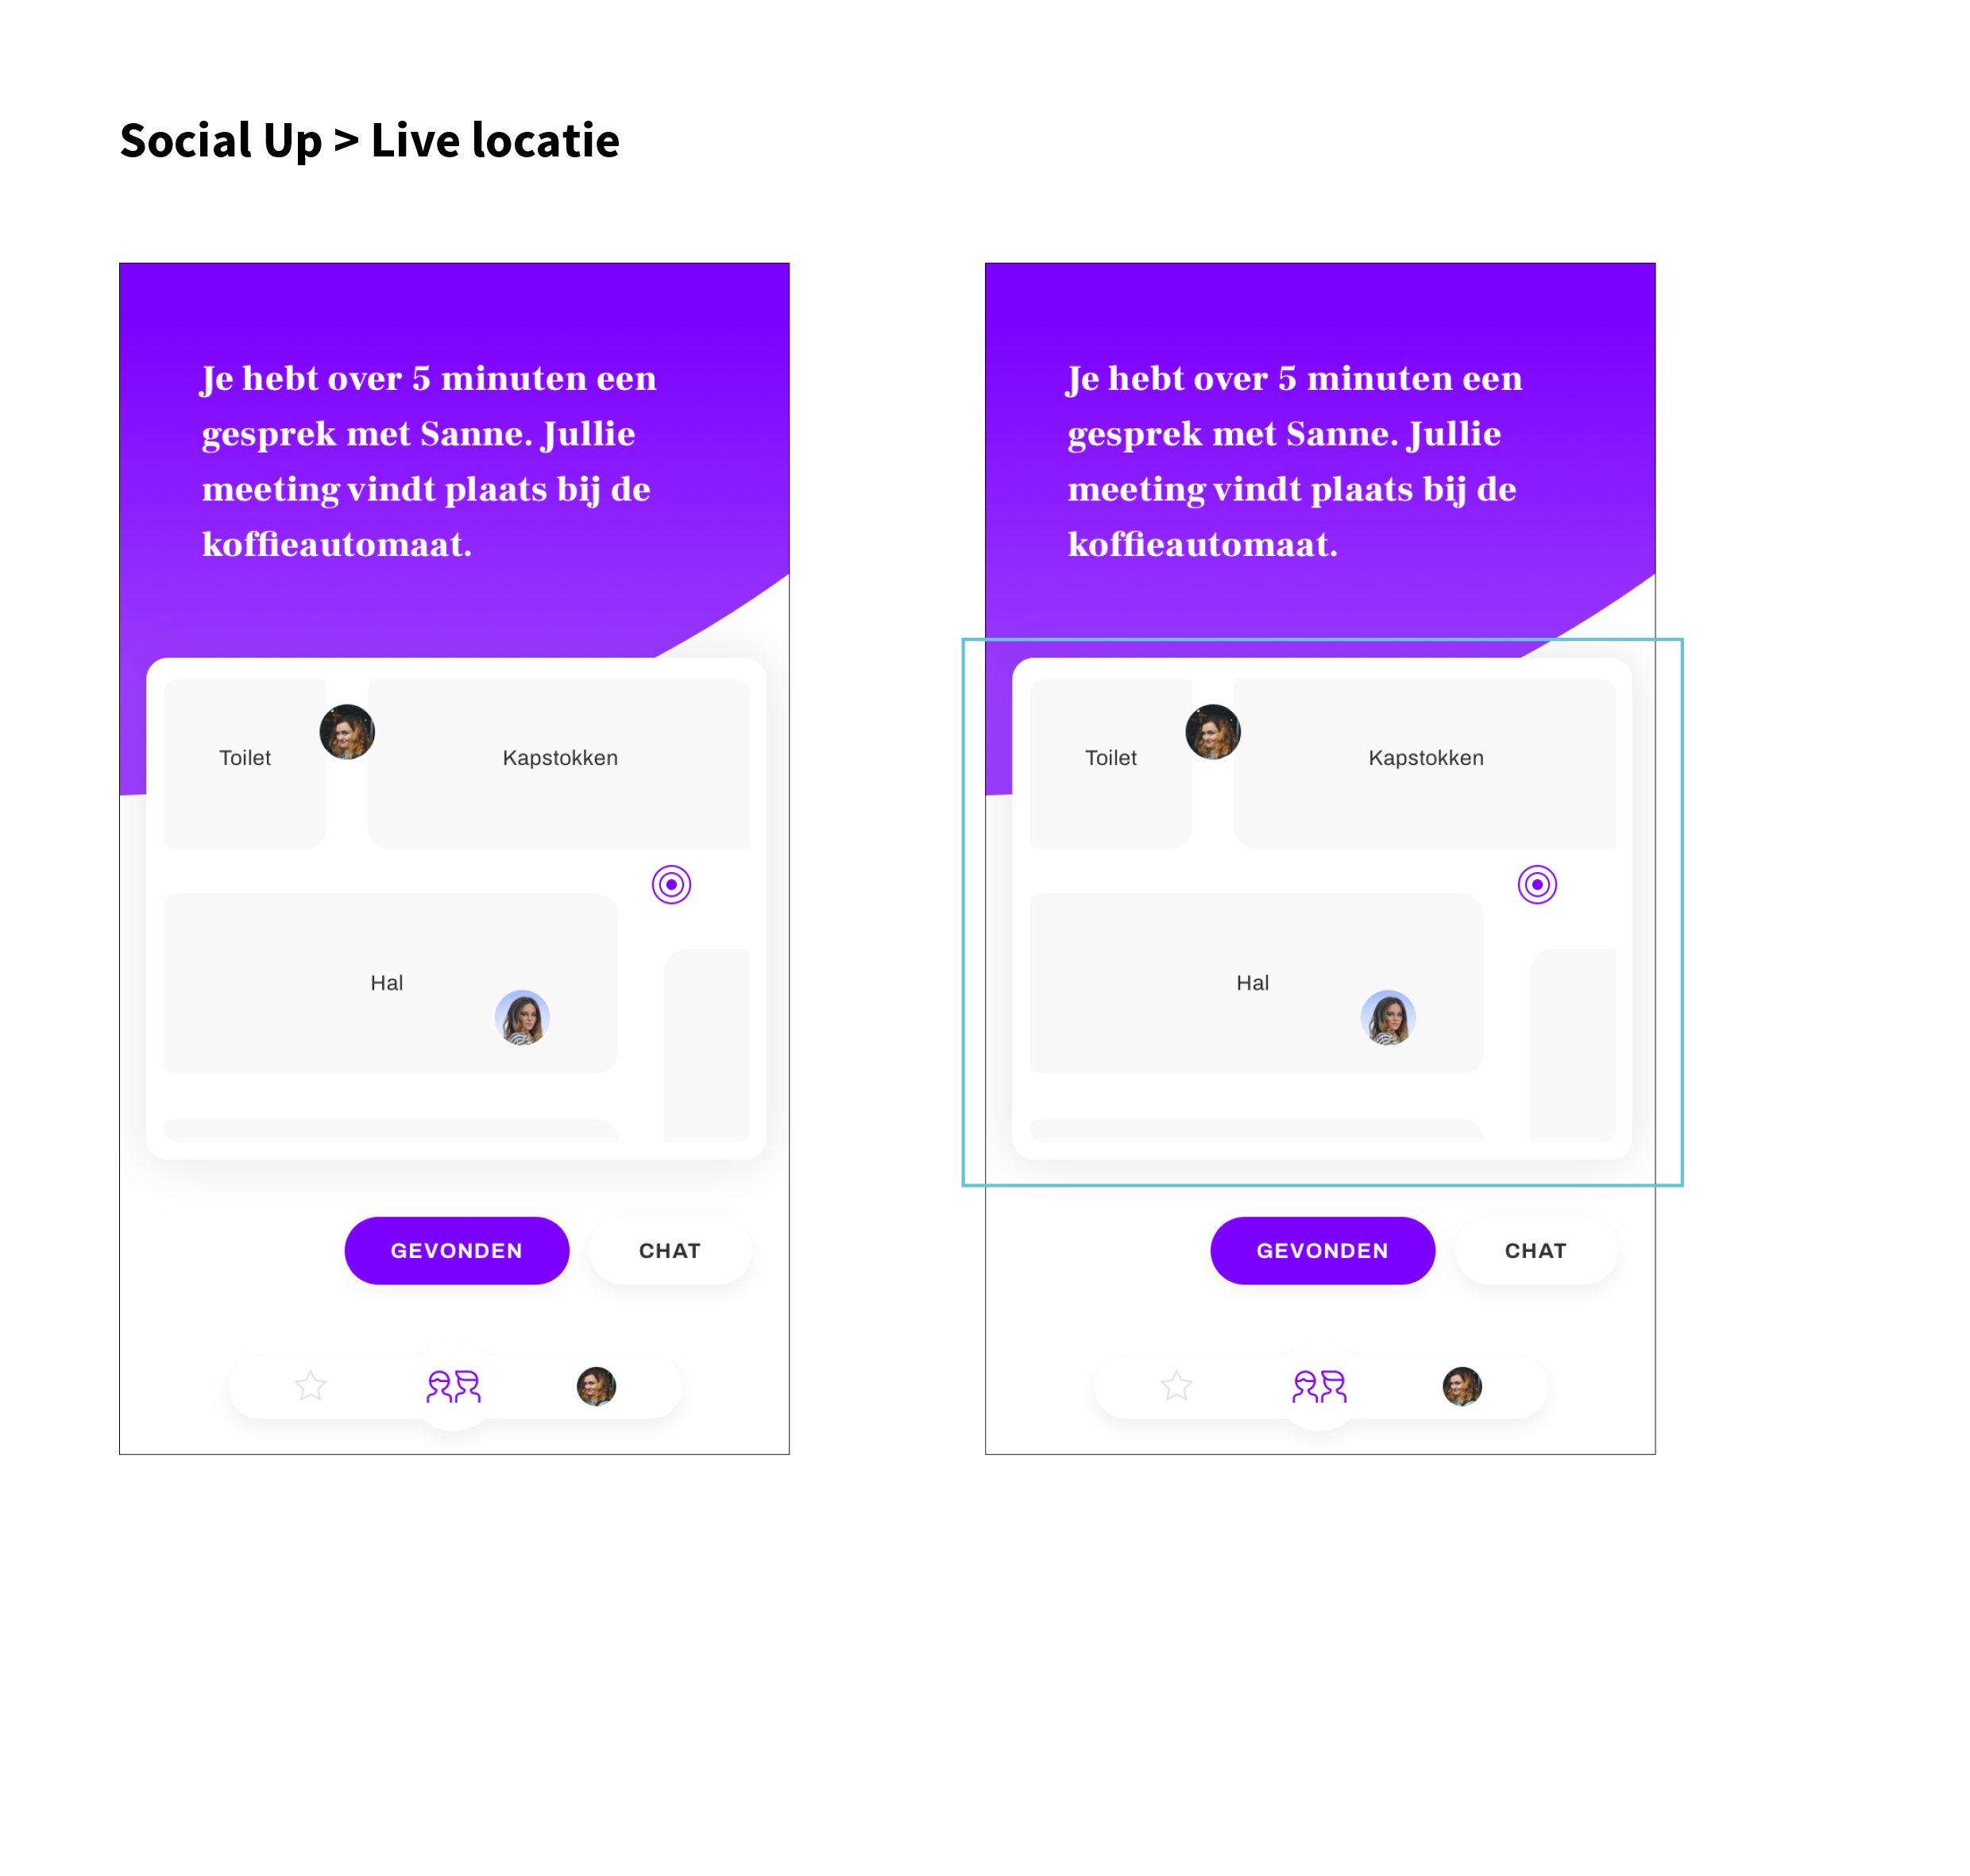 Social Up > Live locatie
Je hebt over 5 minuten een
gesprek met Sanne. Jullie
meeting vindt plaats bij de
koffieautomaat.
Toilet
Kapstokken
Hal
GEVONDEN
CHAT
Je hebt over 5 minuten een
gesprek met Sanne. Jullie
meeting vindt plaats bij de
koffieautomaat.
Toilet
Kapstokken
Hal
GEVONDEN
CHAT